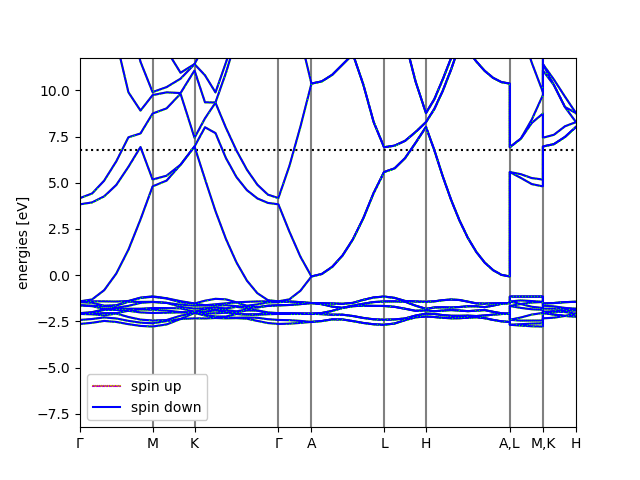 10.0
7.5
5.0
2.5
0.0
−2.5
−5.0
−7.5
energies [eV]
spin up
spin down
Γ M K Γ A L H A,L M,K H